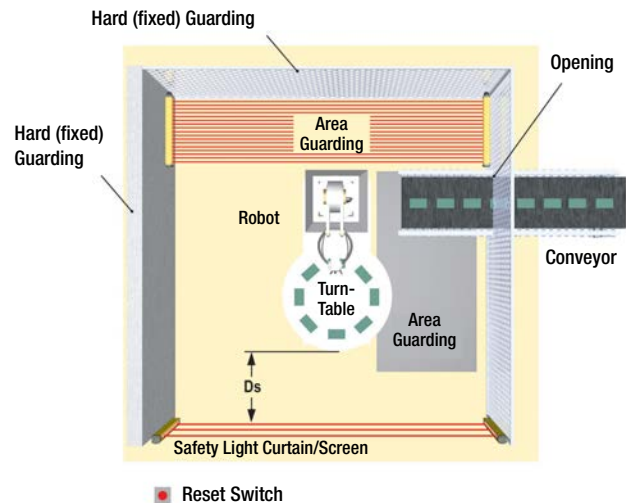 Hard (fixed) Guarding
Opening
Hard (fixed)
Guarding
Area
Guarding
Robot
Conveyor
Turn-
Table
Area
Guarding
Ds
Safety Light Curtain/Screen
Reset Switch